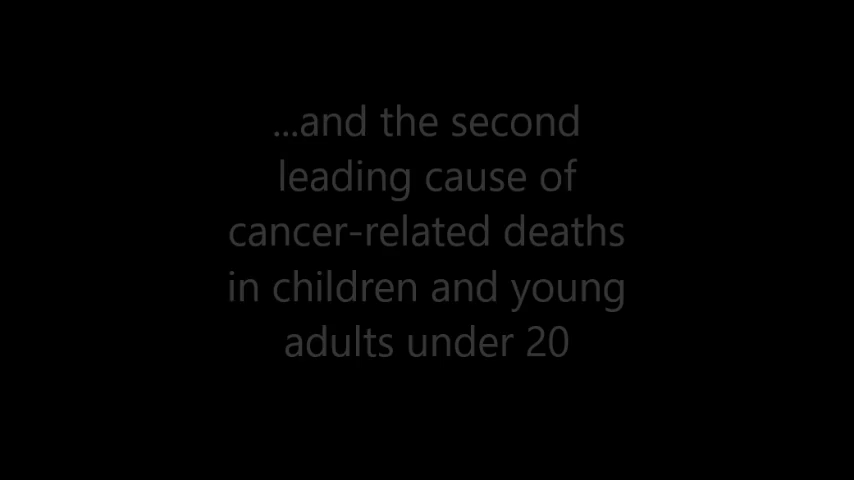 ...and the second
leading cause of
cancer-related deaths
in children and young
adults under 20